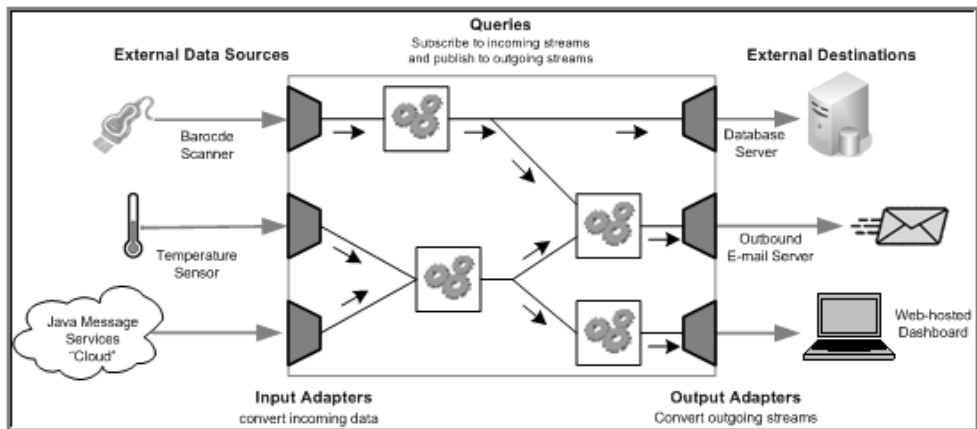 Queries
Subscribe to incoming streams
and publish to outgoing streams
External Data Sources
External Destinations
Barocde
Scanner
Database
Server
Temperature
Sensor
Outbound
E-mail Server
Java Message
Services
"Cloud"
Web-hosted
Dashboard
Input Adapters
convert incoming data
Output Adapters
Convert outgoing streams